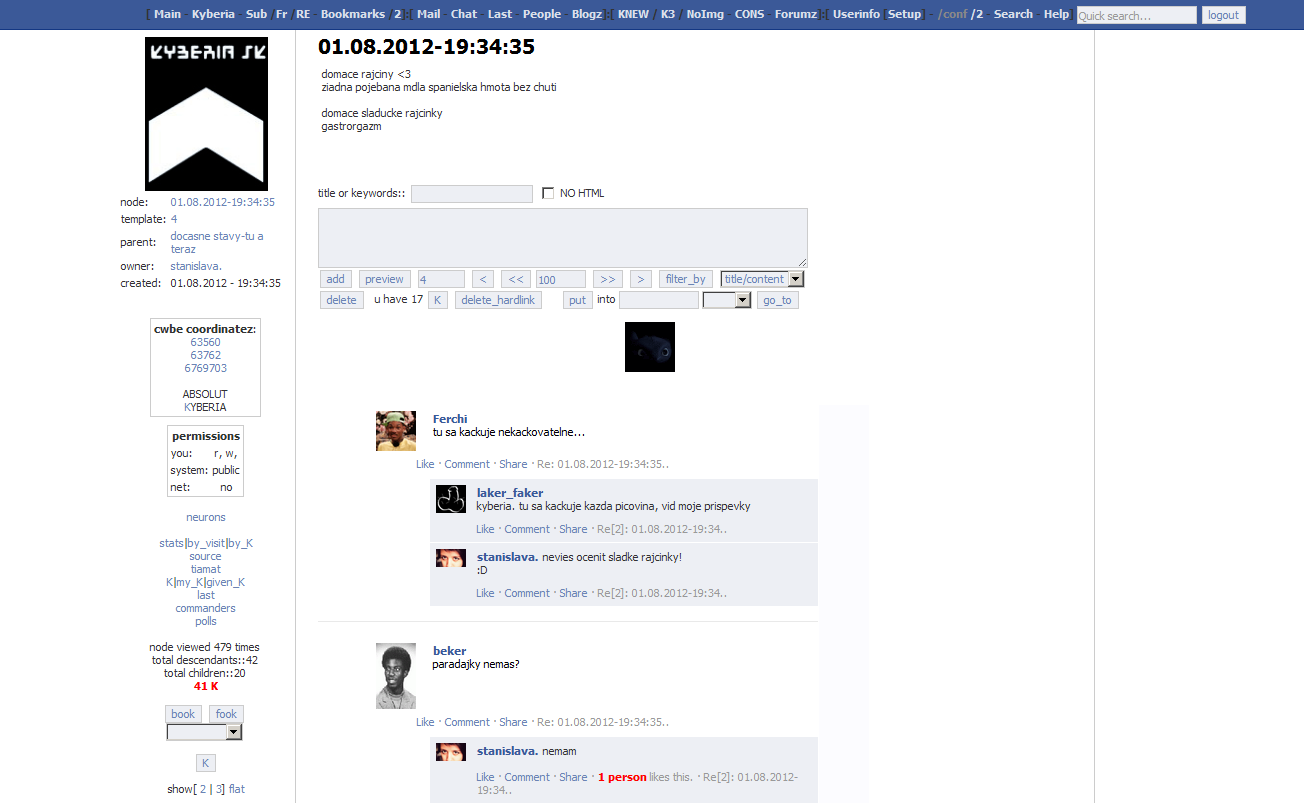 [ Main - Kyberia - Sub /Fr /RE - Bookmarks /2]:[ Mail - Chat - Last - People - Blogz]:[ KNEW / K3 / NoImg - CONS - Forumz]:[ Userinfo [Setup] - /conf /2 - Search - Help] Quick search... logout
KYBERIA SK
01.08.2012-19:34:35
domace rajciny <3
ziadna pojebana mdla spanielska hmota bez chuti
domace sladucke rajcinky
gastrorgazm
node: 01.08.2012-19:34:35
template: 4
parent: docasne stavy-tu a
teraz
owner: stanislava.
created: 01.08.2012 - 19:34:35
cwbe coordinatez:
63560
63762
6769703
ABSOLUT
KYBERIA
permissions
you: r, w,
system: public
net: no
neurons
stats|by_visit|by_K
source
tiamat
K|my_K|given_K
last
commanders
polls
node viewed 479 times
total descendants::42
total children::20
41 K
book fook
K
show[ 2 | 3] flat
title or keywords:: NO HTML
add preview 4 < << 100 >> > filter_by title/content
delete u have 17 K delete_hardlink put into go_to
Ferchi
tu sa kackuje nekackovatelne...
Like · Comment · Share · Re: 01.08.2012-19:34:35..
laker_faker
kyberia. tu sa kackuje kazda picovina, vid moje prispevky
Like · Comment · Share · Re[2]: 01.08.2012-19:34..
stanislava. nevies ocenit sladke rajcinky!
:D
Like · Comment · Share · Re[2]: 01.08.2012-19:34..
beker
paradajky nemas?
Like · Comment · Share · Re: 01.08.2012-19:34:35..
stanislava. nemam
Like · Comment · Share · 1 person likes this. · Re[2]: 01.08.2012-
19:34..